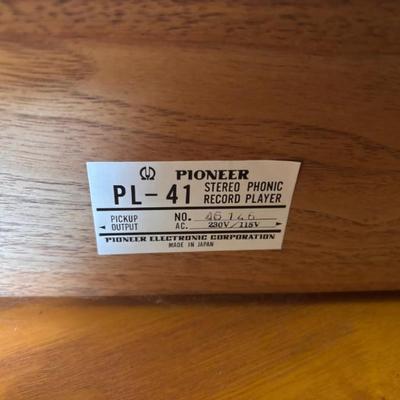 PIONEER
PL-41 STEREO PHONIC RECORD PLAYER
PICKUP OUTPUT
NO. 46146
AC. 230V/115V
PIONEER ELECTRONIC CORPORATION
MADE IN JAPAN